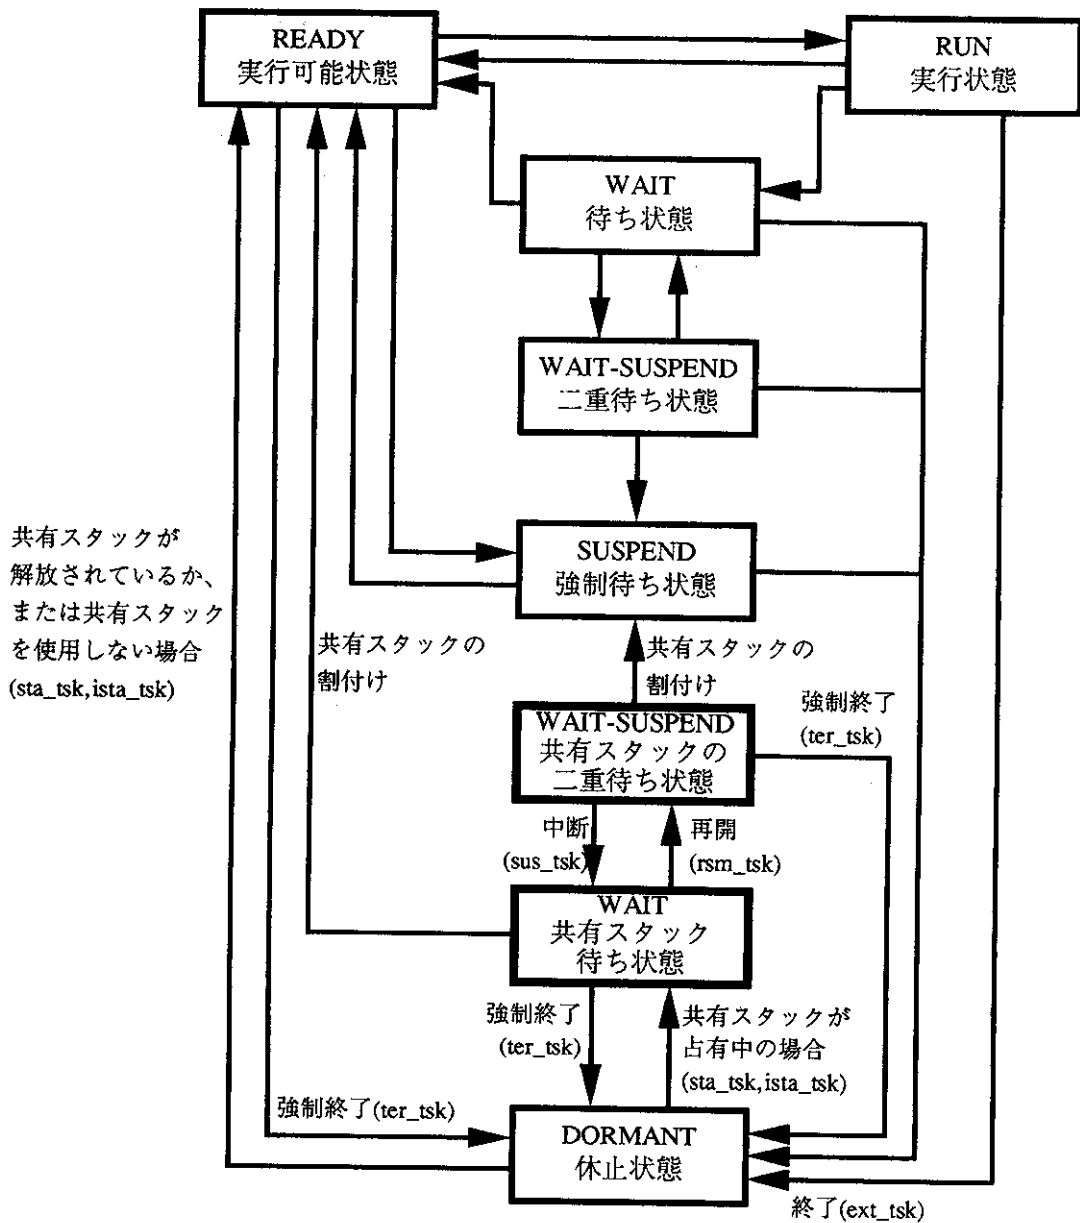 READY
実行可能状態
RUN
実行状態
WAIT
待ち状態
WAIT-SUSPEND
二重待ち状態
SUSPEND
強制待ち状態
共有スタックが
解放されているか、
または共有スタック
を使用しない場合
(sta_tsk,ista_tsk)
共有スタックの
割付け
共有スタックの
割付け
WAIT-SUSPEND
共有スタックの
二重待ち状態
強制終了
(ter_tsk)
中断
(sus_tsk)
再開
(rsm_tsk)
WAIT
共有スタック
待ち状態
強制終了
(ter_tsk)
共有スタックが
占有中の場合
(sta_tsk,ista_tsk)
強制終了(ter_tsk)
DORMANT
休止状態
終了(ext_tsk)